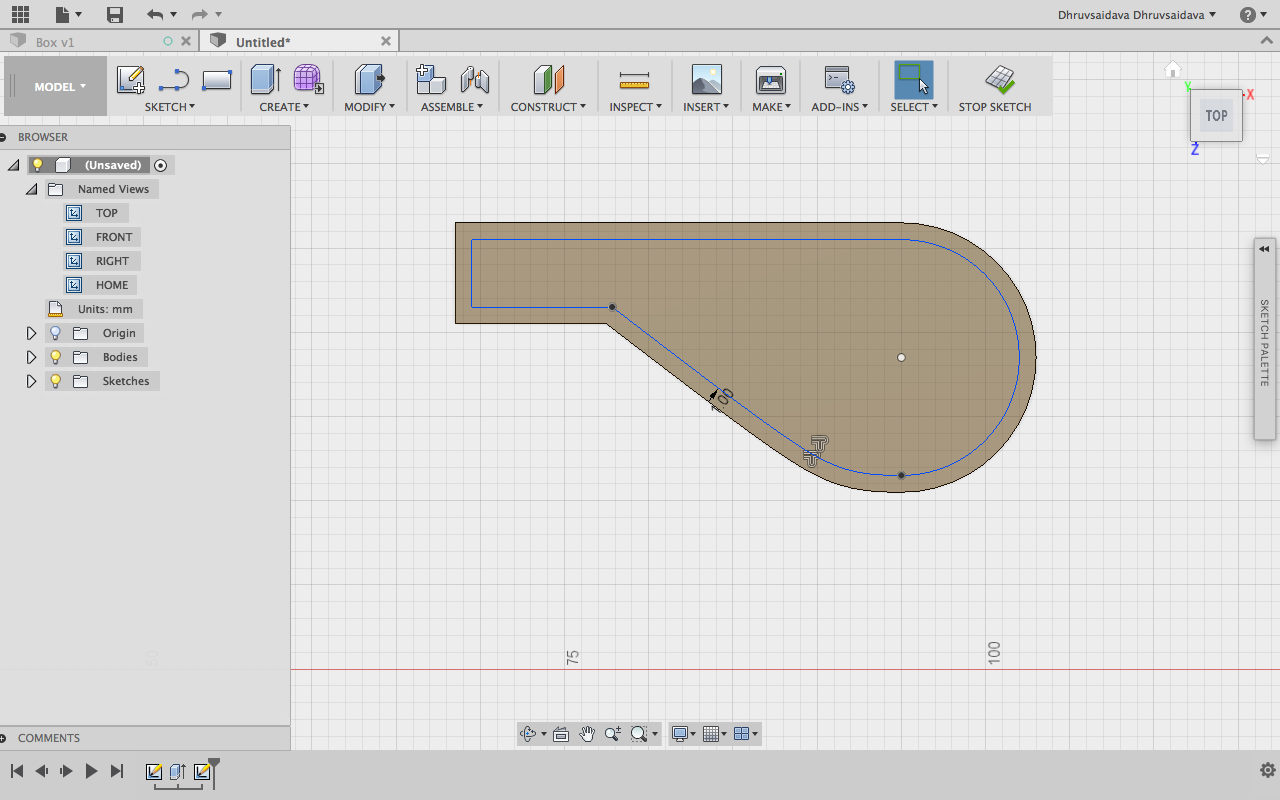 Dhruvsaidava Dhruvsaidava
Box v1
Untitled*
MODEL
SKETCH
CREATE
MODIFY
ASSEMBLE
CONSTRUCT
INSPECT
INSERT
MAKE
ADD-INS
SELECT
STOP SKETCH
Y
X
TOP
Z
BROWSER
(Unsaved)
Named Views
TOP
FRONT
RIGHT
HOME
Units: mm
Origin
Bodies
Sketches
SKETCH PALETTE
75
100
COMMENTS